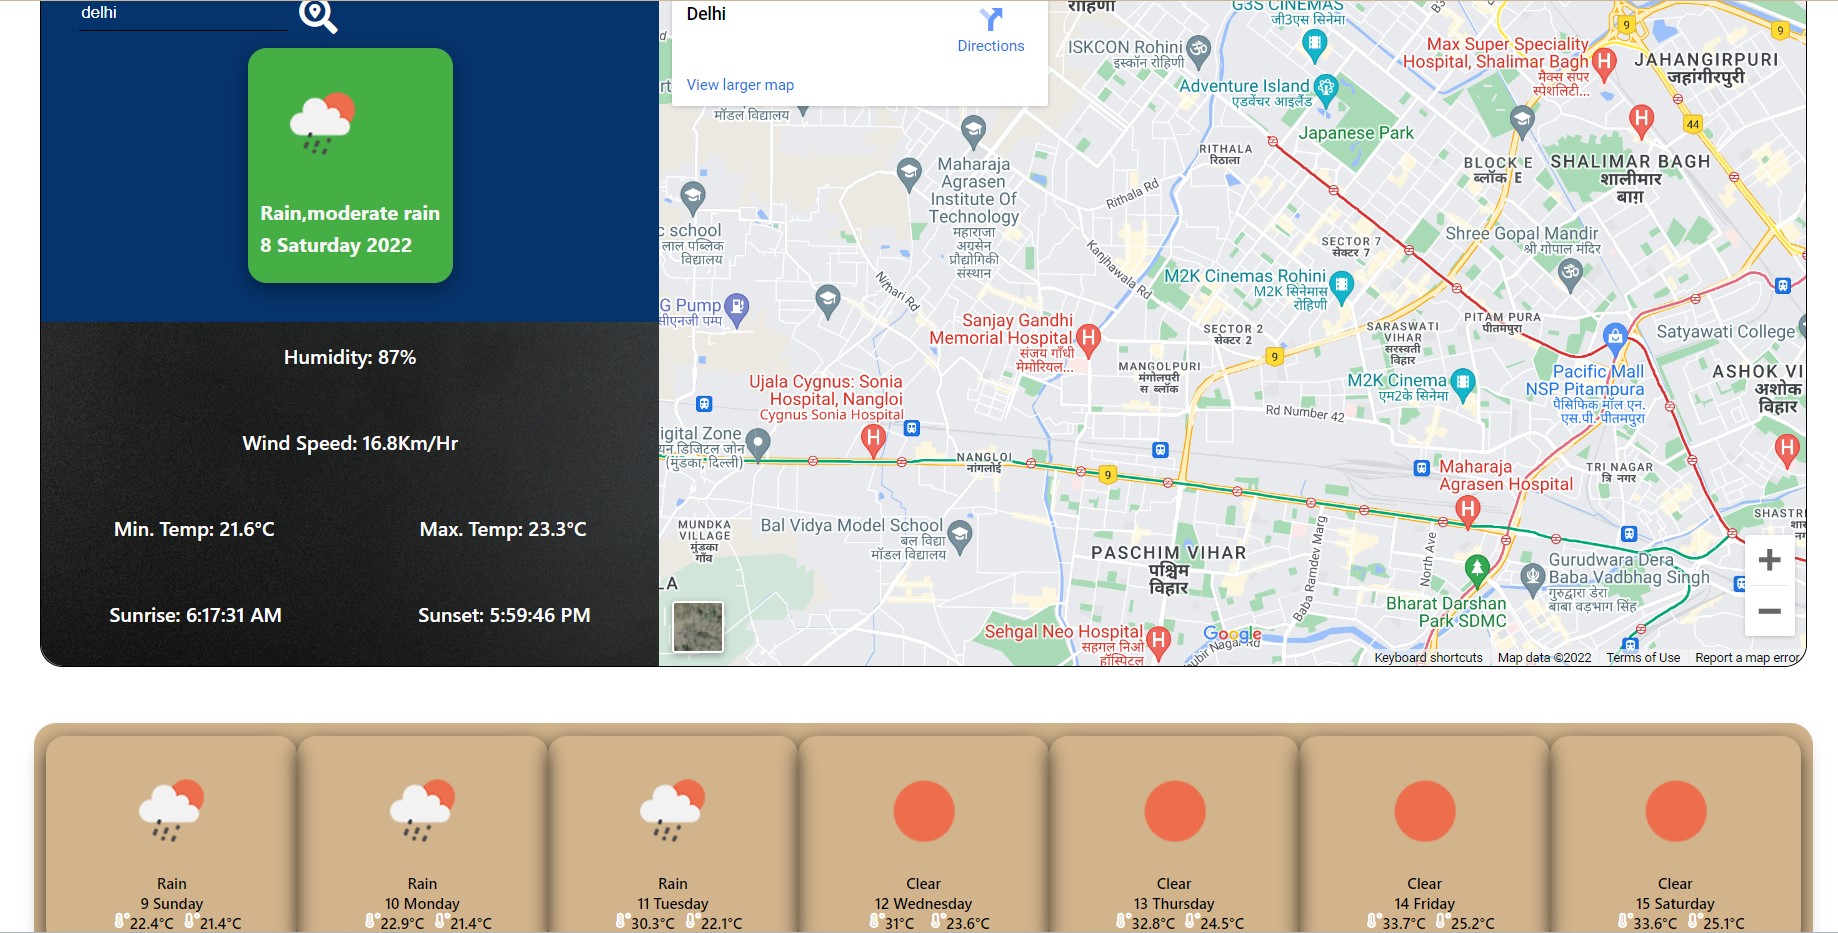 delhi
Rain,moderate rain
8 Saturday 2022
Humidity: 87%
Wind Speed: 16.8Km/Hr
Min. Temp: 21.6°C
Max. Temp: 23.3°C
Sunrise: 6:17:31 AM
Sunset: 5:59:46 PM
Delhi
Directions
View larger map
रोहिणी
G3S CINEMAS
जी3एस सिनेमा
ISKCON Rohini
इस्कॉन रोहिणी
Adventure Island
एडवेंचर आइलैंड
Japanese Park
Max Super Speciality
Hospital, Shalimar Bagh
मैक्स सुपर
स्पेशलिटी...
JAHANGIRPURI
जहांगीरपुरी
9
9
44
मॉडल विद्यालय
Maharaja
Agrasen
Institute Of
Technology
महाराजा
अग्रसेन
प्रौद्योगिकी
संस्थान
RITHALA
रिठाला
Rithala Rd
BLOCK E
ब्लॉक E
SHALIMAR BAGH
शालीमार
बाग़
c school
लाल पब्लिक
विद्यालय
Kanjhawala Rd
SECTOR 7
सेक्टर 7
Shree Gopal Mandir
श्री गोपाल मंदिर
M2K Cinemas Rohini
M2K सिनेमास
रोहिणी
G Pump
सीएनजी पम्प
Sanjay Gandhi
Memorial Hospital
संजय गाँधी
मेमोरियल...
SECTOR 2
सेक्टर 2
SARASWATI
VIHAR
सरस्वती
विहार
PITAM PURA
पीतमपुरा
Satyawati College
9
MANGOLPURI
मंगोलपुरी
स ब्लॉक
M2K Cinema
एम2के सिनेमा
Pacific Mall
NSP Pitampura
पैसिफिक मॉल एन.
एस.पी. पीतमपुरा
ASHOK VI
अशोक
विहार
Ujala Cygnus: Sonia
Hospital, Nangloi
Cygnus Sonia Hospital
Rd Number 42
igital Zone
यन डिजिटल जोन
(मुंडका, दिल्ली)
NANGLOI
नांगलोई
9
Maharaja
Agrasen Hospital
TRI NAGAR
त्रि नगर
MUNDKA
VILLAGE
मुंडका
गाँव
Bal Vidya Model School
बल विद्या
मॉडल विद्यालय
PASCHIM VIHAR
पश्चिम
विहार
Baba Ramdev Marg
North Ave
SHASTRI
Gurudwara Dera
Baba Vadbhag Singh
गुरुद्वारा डेरा
बाबा वड़भाग सिंह
LA
Bharat Darshan
Park SDMC
Sehgal Neo Hospital
सहगल निओ
हॉस्पिटल
Google
Keyboard shortcuts
Map data ©2022
Terms of Use
Report a map error
Rain
9 Sunday
22.4°C 21.4°C
Rain
10 Monday
22.9°C 21.4°C
Rain
11 Tuesday
30.3°C 22.1°C
Clear
12 Wednesday
31°C 23.6°C
Clear
13 Thursday
32.8°C 24.5°C
Clear
14 Friday
33.7°C 25.2°C
Clear
15 Saturday
33.6°C 25.1°C